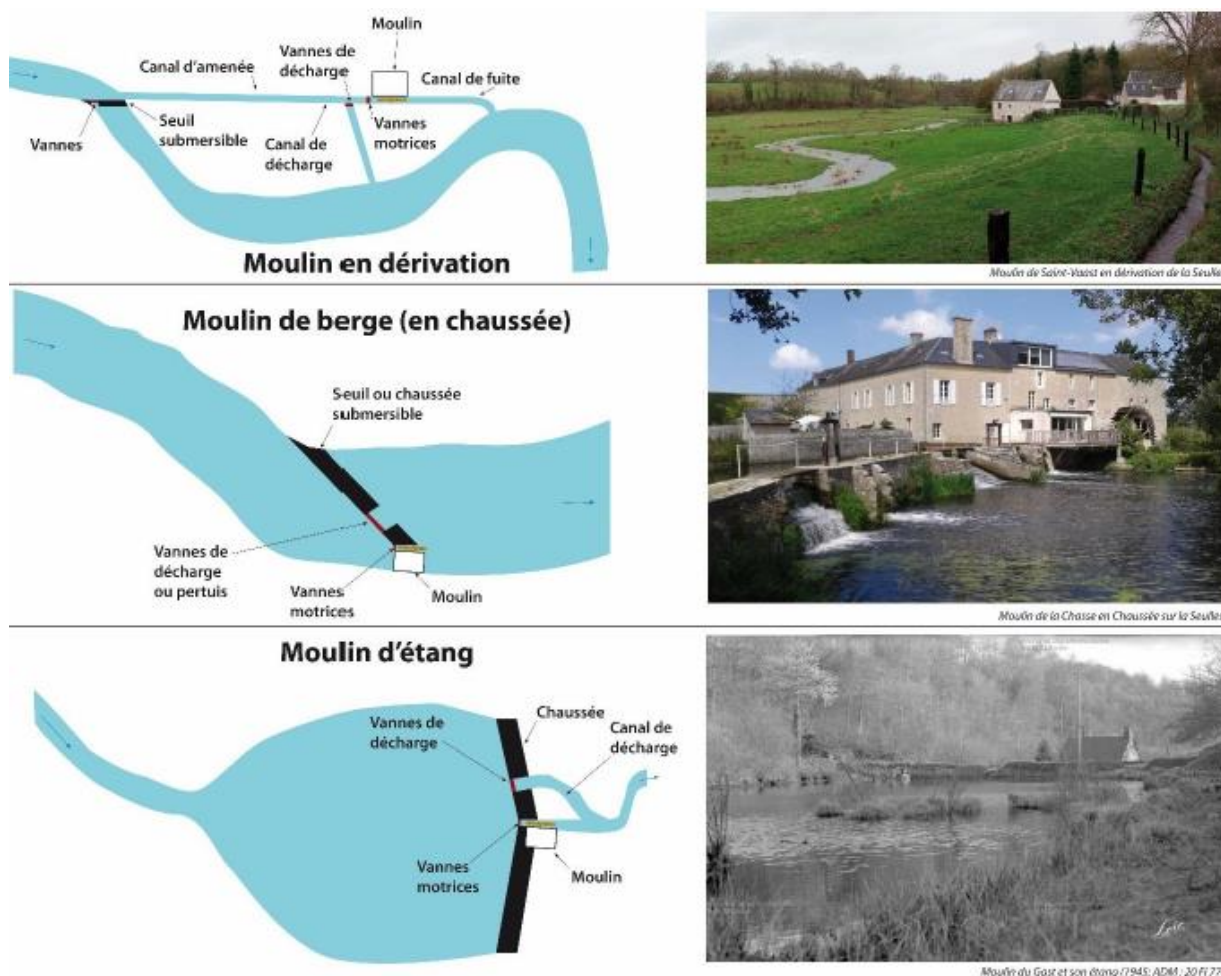 Moulin
Vannes de
décharge
Canal d'amenée
Canal de fuite
Vannes
Seuil
submersible
Canal de
décharge
Vannes
motrices
Moulin en dérivation
Moulin de Saint-Vaast en dérivation de la Seulle
Moulin de berge (en chaussée)
Seuil ou chaussée
submersible
Vannes de
décharge
ou pertuis
Vannes
motrices
Moulin
Moulin de la Chasse en Chaussée sur la Seulle
Moulin d'étang
Vannes de
décharge
Chaussée
Canal de
décharge
Vannes
motrices
Moulin
Moulin du Gast et son étang (1945; ADM : 20 Fi 77